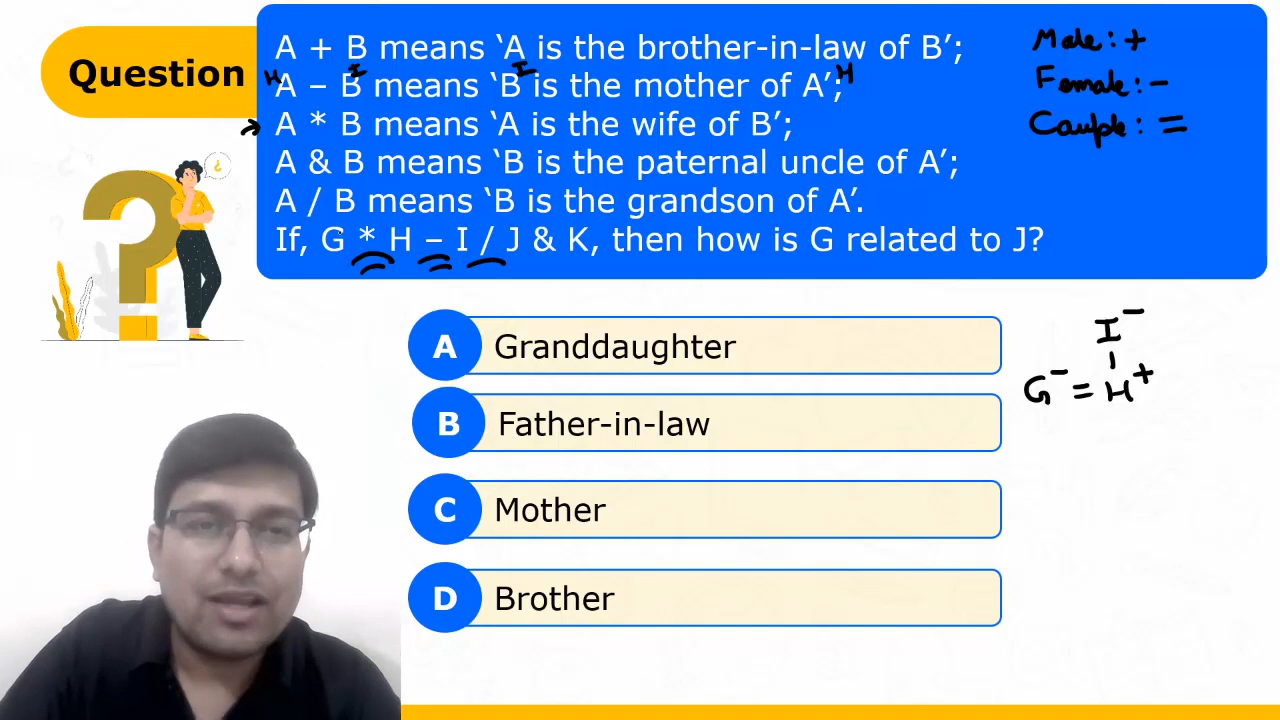 Question
A + B means ‘A is the brother-in-law of B’;
A – B means ‘B is the mother of A’;
A * B means ‘A is the wife of B’;
A & B means ‘B is the paternal uncle of A’;
A / B means ‘B is the grandson of A’.
If, G * H – I / J & K, then how is G related to J?
H I I H
Male: +
Female: -
Cauple: =
?
A Granddaughter
B Father-in-law
C Mother
D Brother
I -
G - = H +